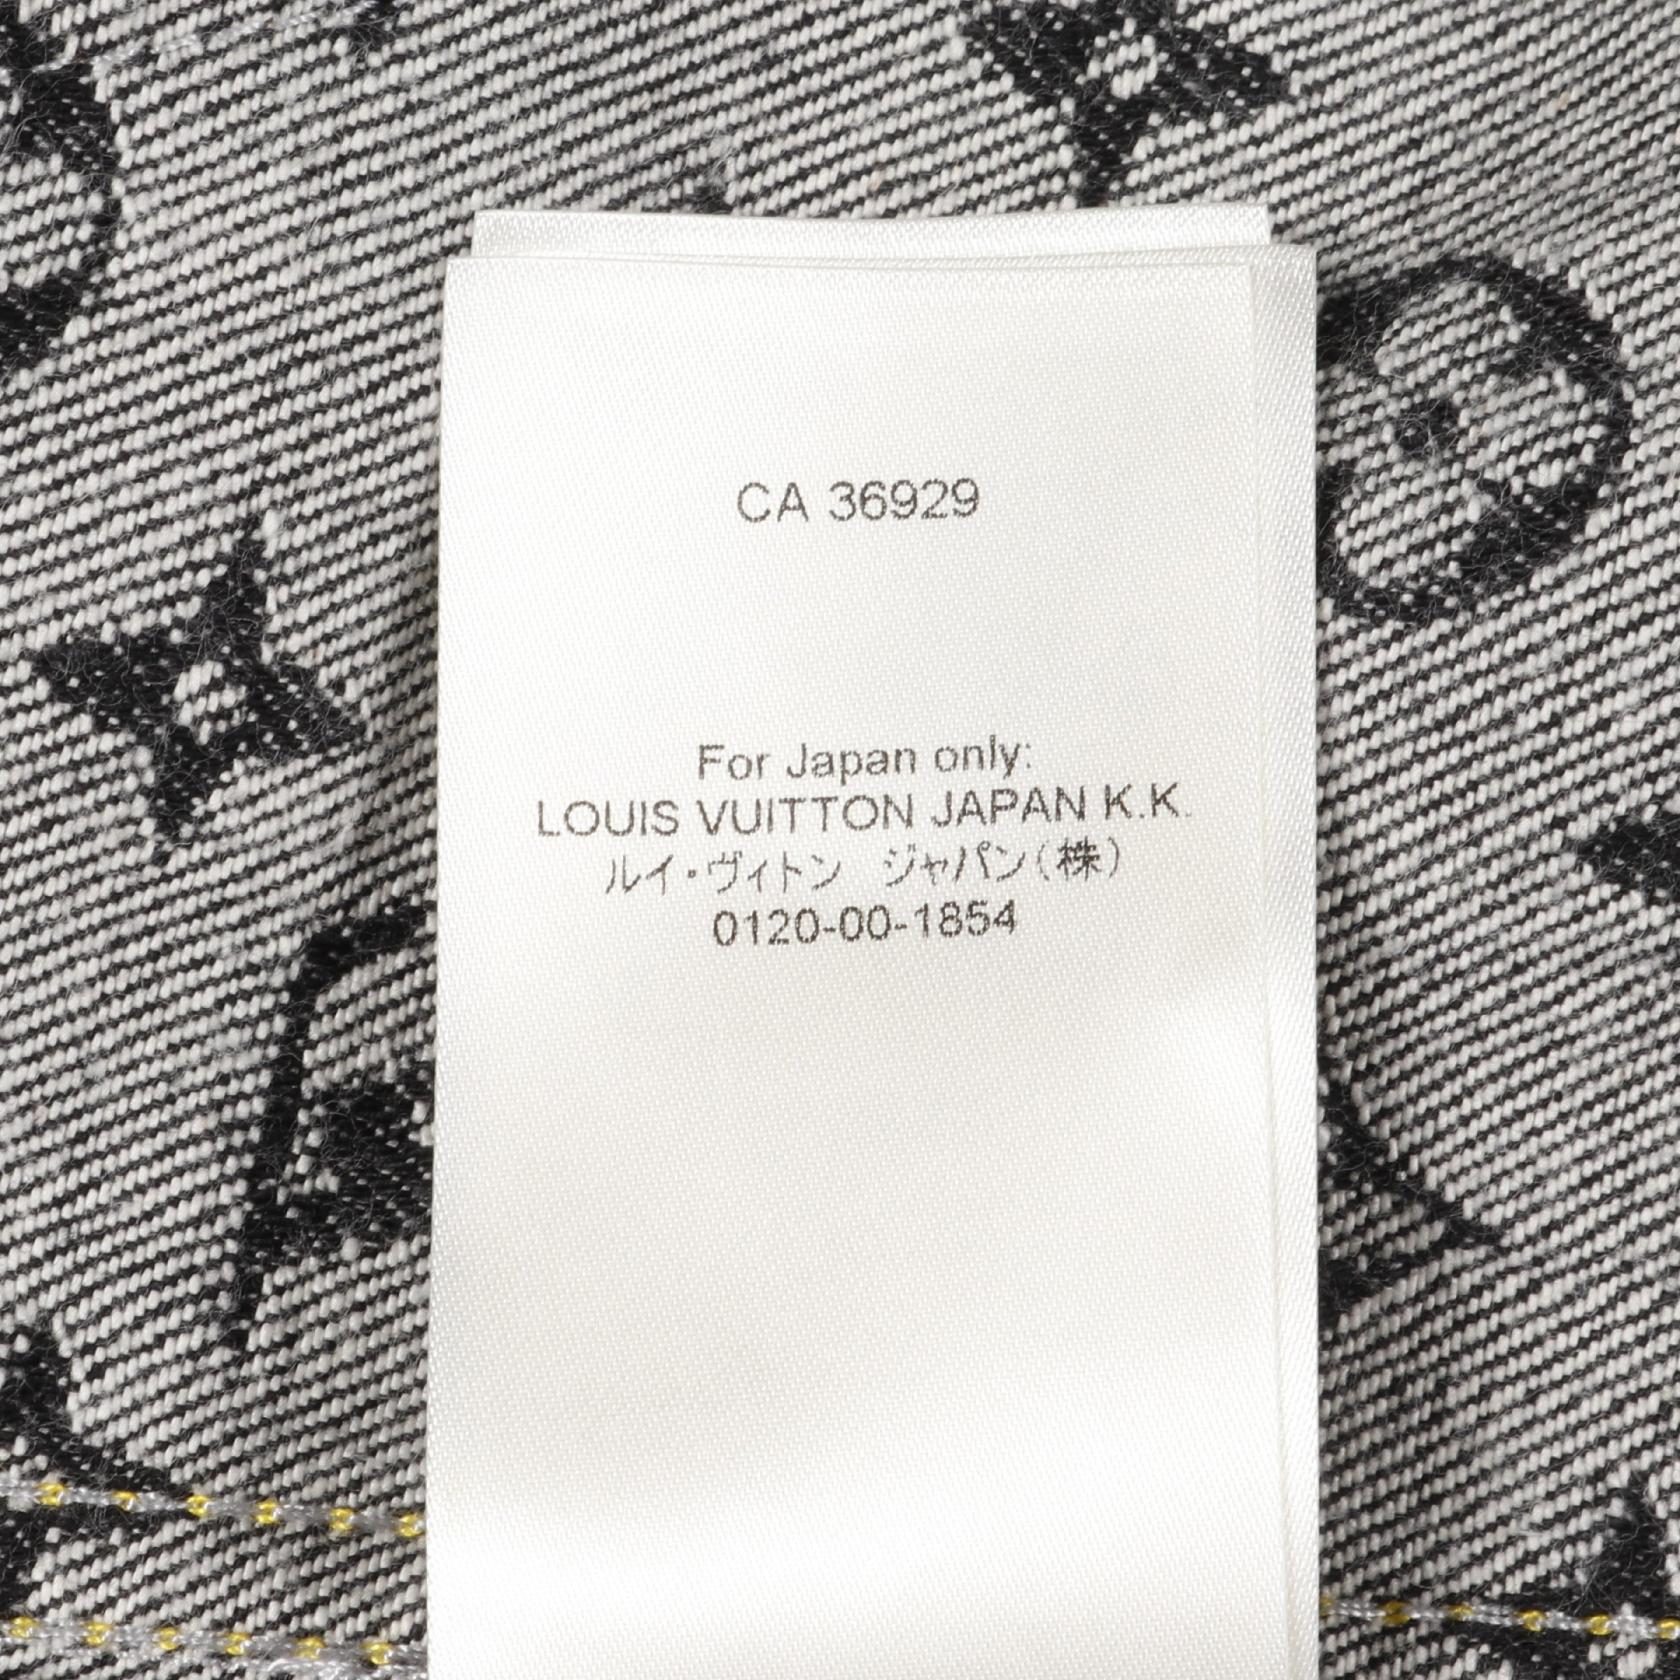 CA 36929
For Japan only:
LOUIS VUITTON JAPAN K.K.
ルイ・ヴィトン　ジャパン(株)
0120-00-1854